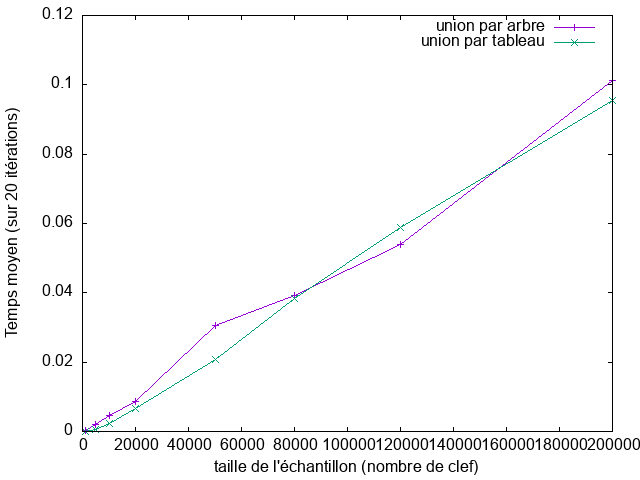 0.12
union par arbre
union par tableau
0.1
0.08
0.06
0.04
0.02
0
Temps moyen (sur 20 itérations)
0 20000 40000 60000 80000 100000 120000 140000 160000 180000 200000
taille de l'échantillon (nombre de clef)